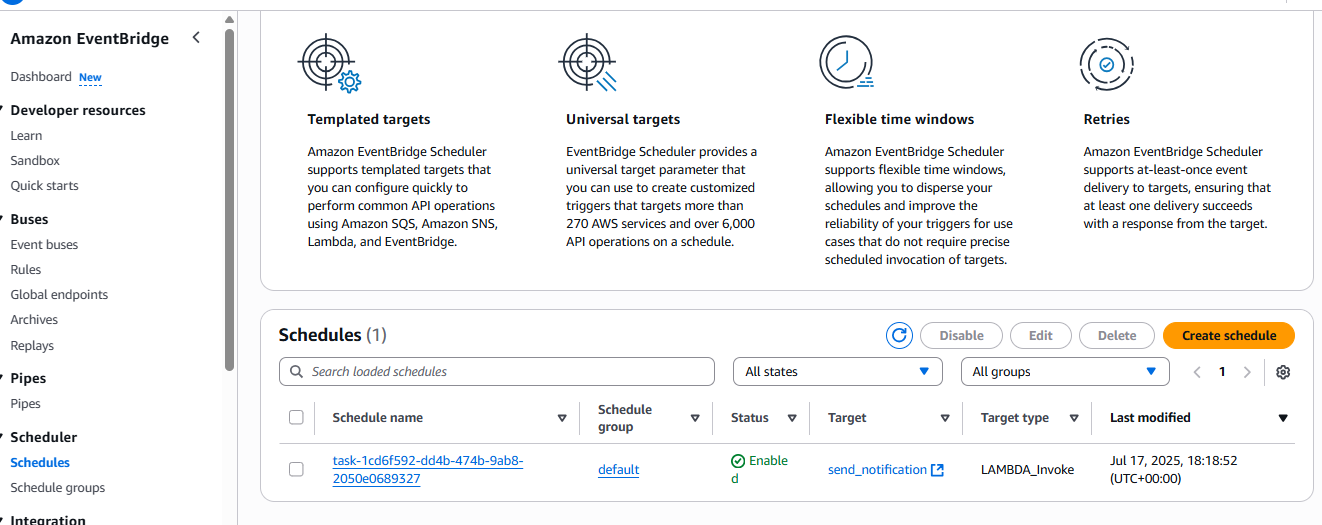 Amazon EventBridge
Dashboard New
Developer resources
Learn
Sandbox
Quick starts
Buses
Event buses
Rules
Global endpoints
Archives
Replays
Pipes
Pipes
Scheduler
Schedules
Schedule groups
Integration
Templated targets
Amazon EventBridge Scheduler
supports templated targets that
you can configure quickly to
perform common API operations
using Amazon SQS, Amazon SNS,
Lambda, and EventBridge.
Universal targets
EventBridge Scheduler provides a
universal target parameter that
you can use to create customized
triggers that targets more than
270 AWS services and over 6,000
API operations on a schedule.
Flexible time windows
Amazon EventBridge Scheduler
supports flexible time windows,
allowing you to disperse your
schedules and improve the
reliability of your triggers for use
cases that do not require precise
scheduled invocation of targets.
Retries
Amazon EventBridge Scheduler
supports at-least-once event
delivery to targets, ensuring that
at least one delivery succeeds
with a response from the target.
Schedules (1)
Disable
Edit
Delete
Create schedule
Search loaded schedules
All states
All groups
1
Schedule name
Schedule
group
Status
Target
Target type
Last modified
task-1cd6f592-dd4b-474b-9ab8-
2050e0689327
default
Enable
d
send_notification
LAMBDA_Invoke
Jul 17, 2025, 18:18:52
(UTC+00:00)